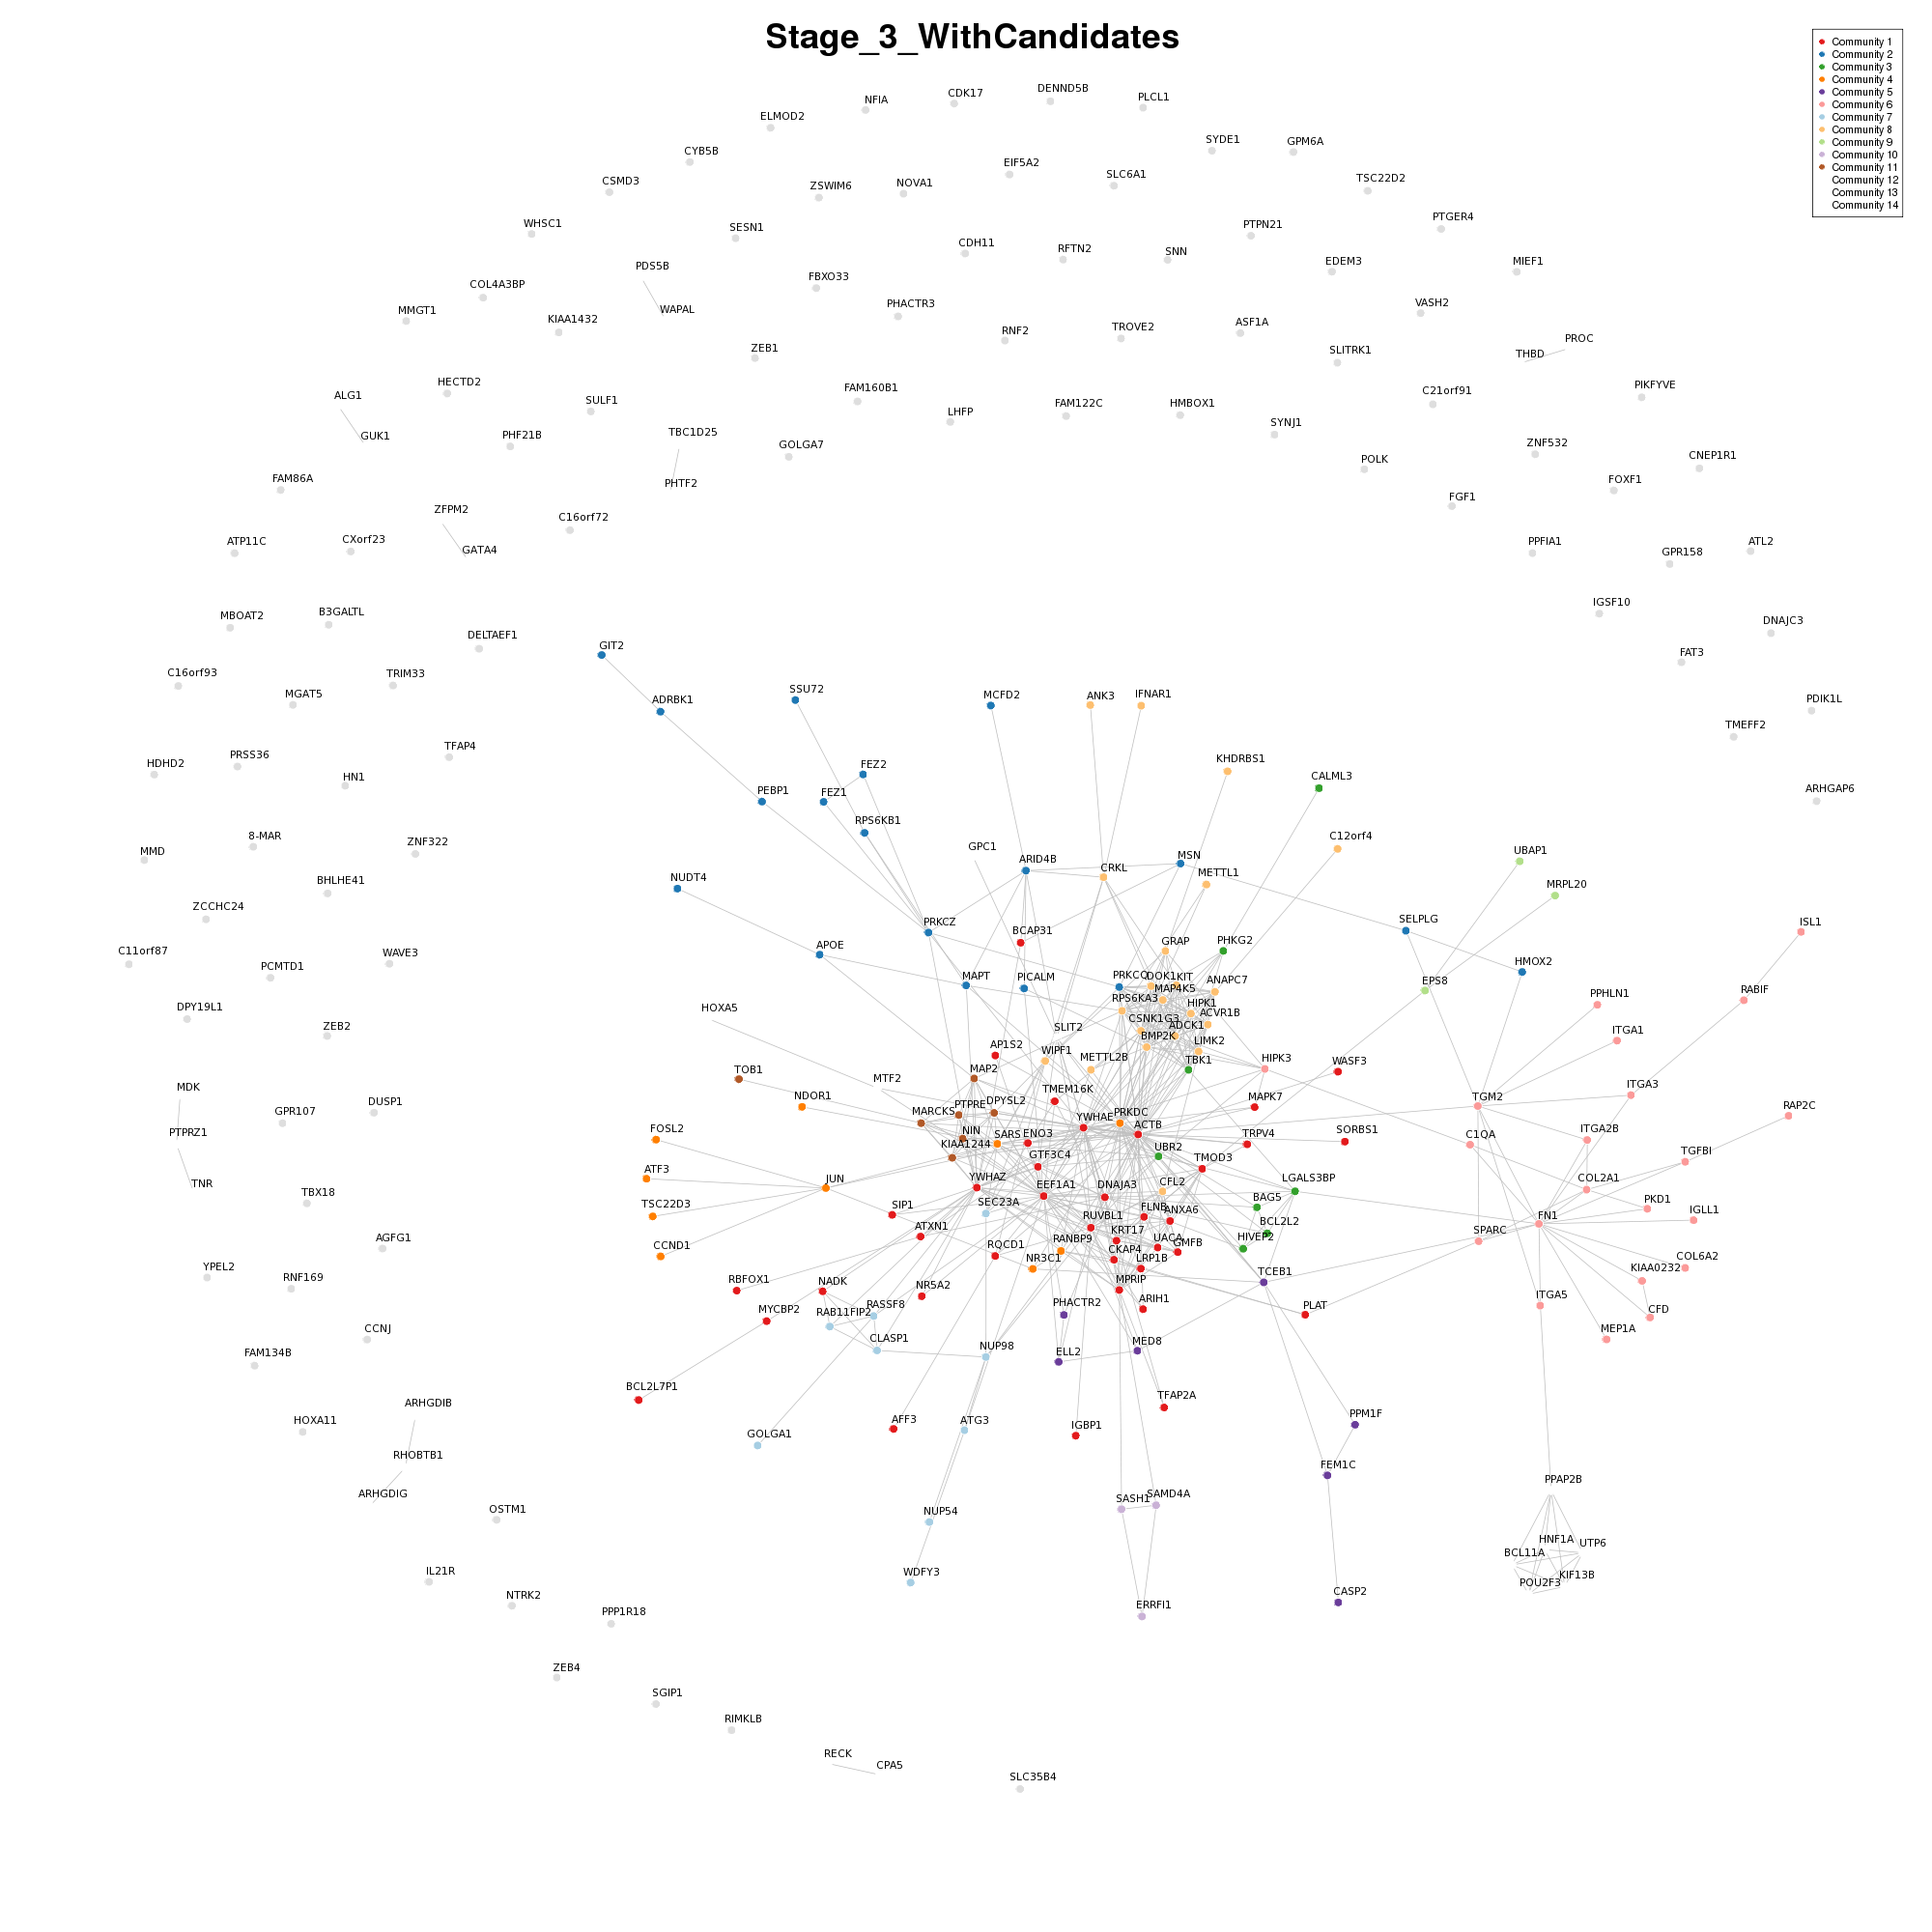 Stage_3_WithCandidates
Community 1
Community 2
Community 3
Community 4
Community 5
Community 6
Community 7
Community 8
Community 9
Community 10
Community 11
Community 12
Community 13
Community 14
DENND5B
CDK17
PLCL1
NFIA
ELMOD2
SYDE1
GPM6A
CYB5B
EIF5A2
SLC6A1
TSC22D2
CSMD3
ZSWIM6
NOVA1
PTGER4
WHSC1
SESN1
PTPN21
CDH11
RFTN2
SNN
PDS5B
EDEM3
MIEF1
FBXO33
COL4A3BP
VASH2
PHACTR3
MMGT1
WAPAL
KIAA1432
RNF2
TROVE2
ASF1A
PROC
ZEB1
SLITRK1
THBD
HECTD2
FAM160B1
PIKFYVE
C21orf91
ALG1
SULF1
LHFP
FAM122C
HMBOX1
SYNJ1
GUK1
PHF21B
TBC1D25
GOLGA7
ZNF532
POLK
CNEP1R1
FAM86A
PHTF2
FOXF1
FGF1
ZFPM2
C16orf72
ATP11C
CXorf23
GATA4
PPFIA1
GPR158
ATL2
MBOAT2
B3GALTL
IGSF10
DNAJC3
DELTAEF1
GIT2
FAT3
C16orf93
TRIM33
MGAT5
ADRBK1
SSU72
MCFD2
ANK3
IFNAR1
PDIK1L
TMEFF2
TFAP4
PRSS36
HDHD2
HN1
FEZ2
KHDRBS1
CALML3
ARHGAP6
PEBP1
FEZ1
RPS6KB1
8-MAR
ZNF322
MMD
GPC1
ARID4B
CRKL
MSN
METTL1
C12orf4
UBAP1
BHLHE41
NUDT4
MRPL20
ZCCHC24
PRKCZ
BCAP31
SELPLG
ISL1
C11orf87
WAVE3
PCMTD1
APOE
GRAP
PHKG2
HMOX2
MAPT
PICALM
PRKCQ
DOK1
KIT
ANAPC7
EPS8
RABIF
MAP4K5
PPHLN1
RPS6KA3
HIPK1
DPY19L1
HOXA5
ZEB2
SLIT2
CSNK1G3
ACVR1B
ADCK1
ITGA1
BMP2K
LIMK2
AP1S2
WIPF1
METTL2B
TBK1
HIPK3
WASF3
TOB1
MAP2
MTF2
TMEM16K
ITGA3
MDK
NDOR1
MAPK7
TGM2
RAP2C
DUSP1
GPR107
MARCKS
PTPRE
DPYSL2
YWHAE
PRKDC
ACTB
PTPRZ1
FOSL2
NIN
SARS
ENO3
TRPV4
SORBS1
C1QA
ITGA2B
KIAA1244
UBR2
GTF3C4
TMOD3
TGFBI
ATF3
JUN
YWHAZ
EEF1A1
DNAJA3
CFL2
LGALS3BP
COL2A1
TNR
TBX18
TSC22D3
SIP1
SEC23A
BAG5
PKD1
ATXN1
RUVBL1
FLNB
ANXA6
BCL2L2
SPARC
FN1
IGLL1
AGFG1
CCND1
RQCD1
RANBP9
KRT17
UACA
GMFB
HIVEP2
YPEL2
RNF169
NR3C1
CKAP4
LRP1B
TCEB1
COL6A2
KIAA0232
RBFOX1
NADK
NR5A2
MPRIP
ITGA5
MYCBP2
RAB11FIP2
RASSF8
PHACTR2
ARIH1
PLAT
CFD
CCNJ
MEP1A
FAM134B
CLASP1
NUP98
ELL2
MED8
BCL2L7P1
TFAP2A
ARHGDIB
HOXA11
AFF3
ATG3
IGBP1
PPM1F
GOLGA1
RHOBTB1
FEM1C
ARHGDIG
PPAP2B
OSTM1
NUP54
SASH1
SAMD4A
HNF1A
UTP6
BCL11A
IL21R
WDFY3
KIF13B
POU2F3
NTRK2
PPP1R18
ERRFI1
CASP2
ZEB4
SGIP1
RIMKLB
RECK
CPA5
SLC35B4